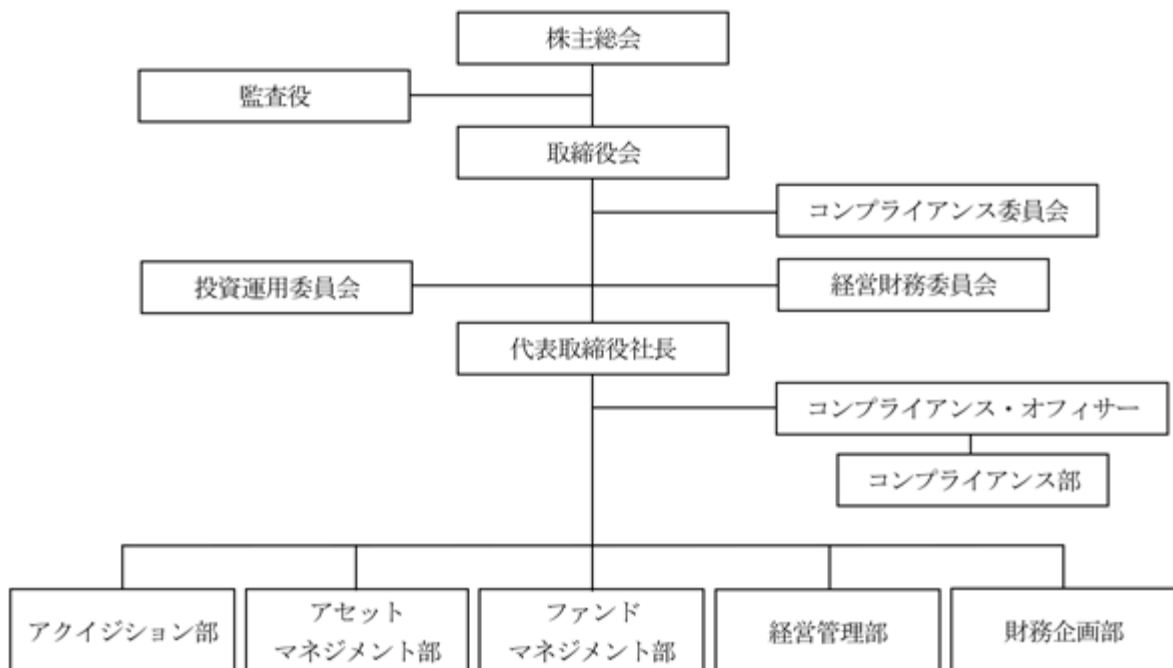 株主総会
監査役
取締役会
コンプライアンス委員会
投資運用委員会
経営財務委員会
代表取締役社長
コンプライアンス・オフィサー
コンプライアンス部
アクイジション部
アセット
マネジメント部
ファンド
マネジメント部
経営管理部
財務企画部